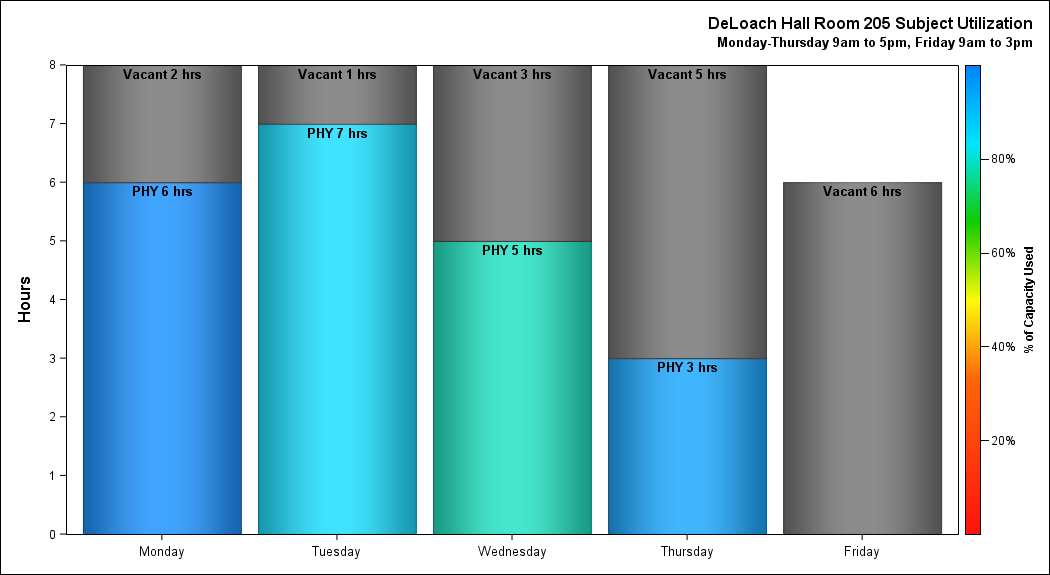 DeLoach Hall Room 205 Subject Utilization
Monday-Thursday 9am to 5pm, Friday 9am to 3pm
Hours
8
7
6
5
4
3
2
1
0
Vacant 2 hrs
PHY 6 hrs
Vacant 1 hrs
PHY 7 hrs
Vacant 3 hrs
PHY 5 hrs
Vacant 5 hrs
PHY 3 hrs
Vacant 6 hrs
Monday
Tuesday
Wednesday
Thursday
Friday
80%
60%
40%
20%
% of Capacity Used